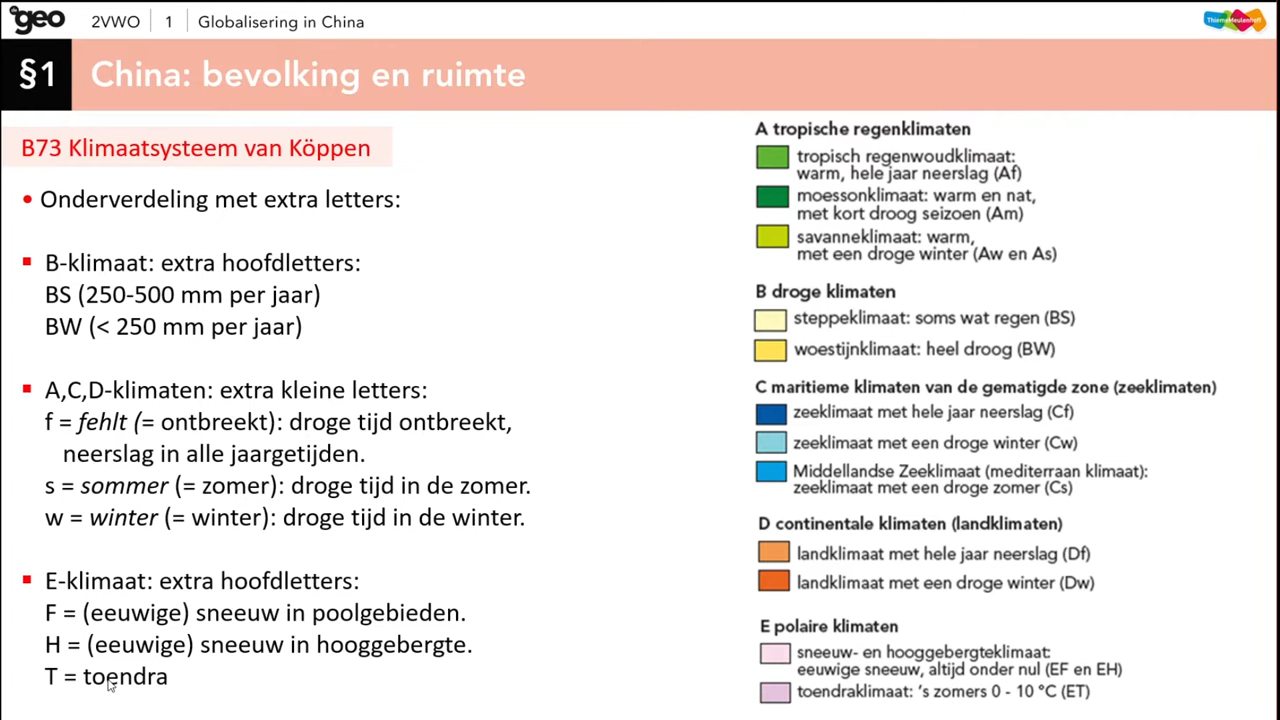 geo 2VWO 1 Globalisering in China
ThiemeMeulenhoff
§1 China: bevolking en ruimte
B73 Klimaatsysteem van Köppen
• Onderverdeling met extra letters:
▪ B-klimaat: extra hoofdletters:
BS (250-500 mm per jaar)
BW (< 250 mm per jaar)
▪ A,C,D-klimaten: extra kleine letters:
f = fehlt (= ontbreekt): droge tijd ontbreekt,
neerslag in alle jaargetijden.
s = sommer (= zomer): droge tijd in de zomer.
w = winter (= winter): droge tijd in de winter.
▪ E-klimaat: extra hoofdletters:
F = (eeuwige) sneeuw in poolgebieden.
H = (eeuwige) sneeuw in hooggebergte.
T = toendra
A tropische regenklimaten
tropisch regenwoudklimaat:
warm, hele jaar neerslag (Af)
moessonklimaat: warm en nat,
met kort droog seizoen (Am)
savanneklimaat: warm,
met een droge winter (Aw en As)
B droge klimaten
steppeklimaat: soms wat regen (BS)
woestijnklimaat: heel droog (BW)
C maritieme klimaten van de gematigde zone (zeeklimaten)
zeeklimaat met hele jaar neerslag (Cf)
zeeklimaat met een droge winter (Cw)
Middellandse Zeeklimaat (mediterraan klimaat):
zeeklimaat met een droge zomer (Cs)
D continentale klimaten (landklimaten)
landklimaat met hele jaar neerslag (Df)
landklimaat met een droge winter (Dw)
E polaire klimaten
sneeuw- en hooggebergteklimaat:
eeuwige sneeuw, altijd onder nul (EF en EH)
toendraklimaat: 's zomers 0 - 10 °C (ET)